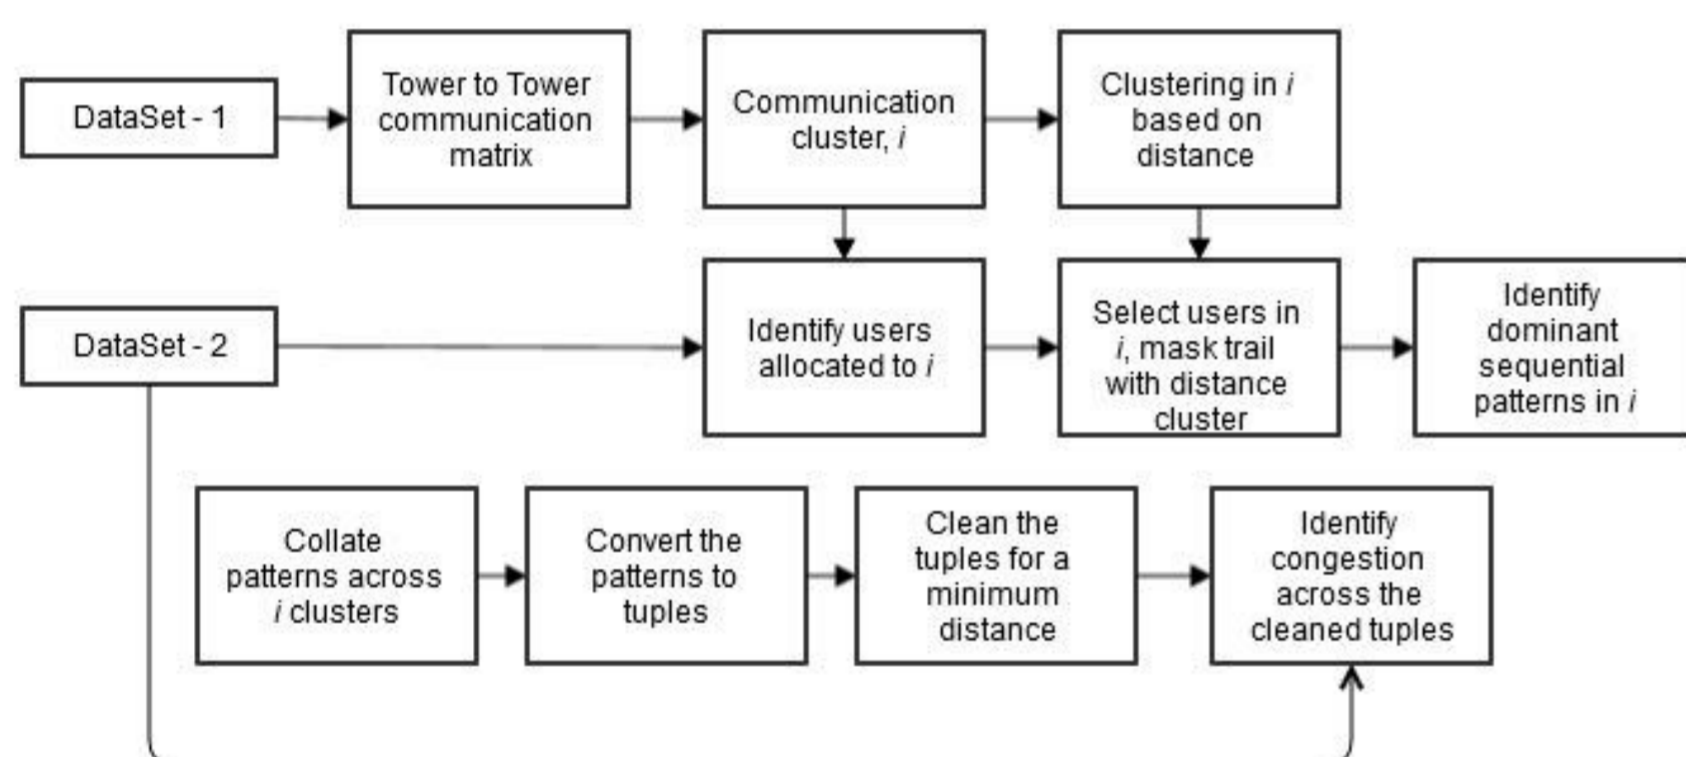 DataSet - 1
Tower to Tower
communication
matrix
Communication
cluster, i
Clustering in i
based on
distance
DataSet - 2
Identify users
allocated to i
Select users in
i, mask trail
with distance
cluster
Identify
dominant
sequential
patterns in i
Collate
patterns across
i clusters
Convert the
patterns to
tuples
Clean the
tuples for a
minimum
distance
Identify
congestion
across the
cleaned tuples